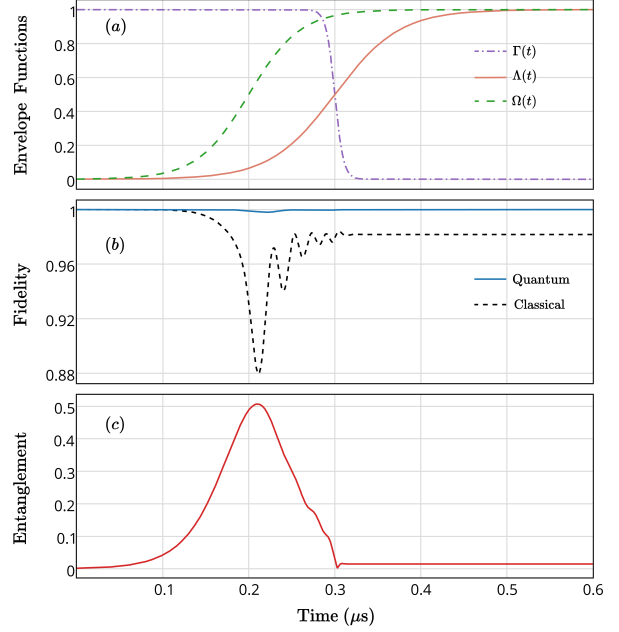 Envelope Functions
1
0.8
0.6
0.4
0.2
0
(a)
Γ(t)
Λ(t)
Ω(t)
Fidelity
1
0.96
0.92
0.88
(b)
Quantum
Classical
Entanglement
0.5
0.4
0.3
0.2
0.1
0
(c)
0.1 0.2 0.3 0.4 0.5 0.6
Time (μs)